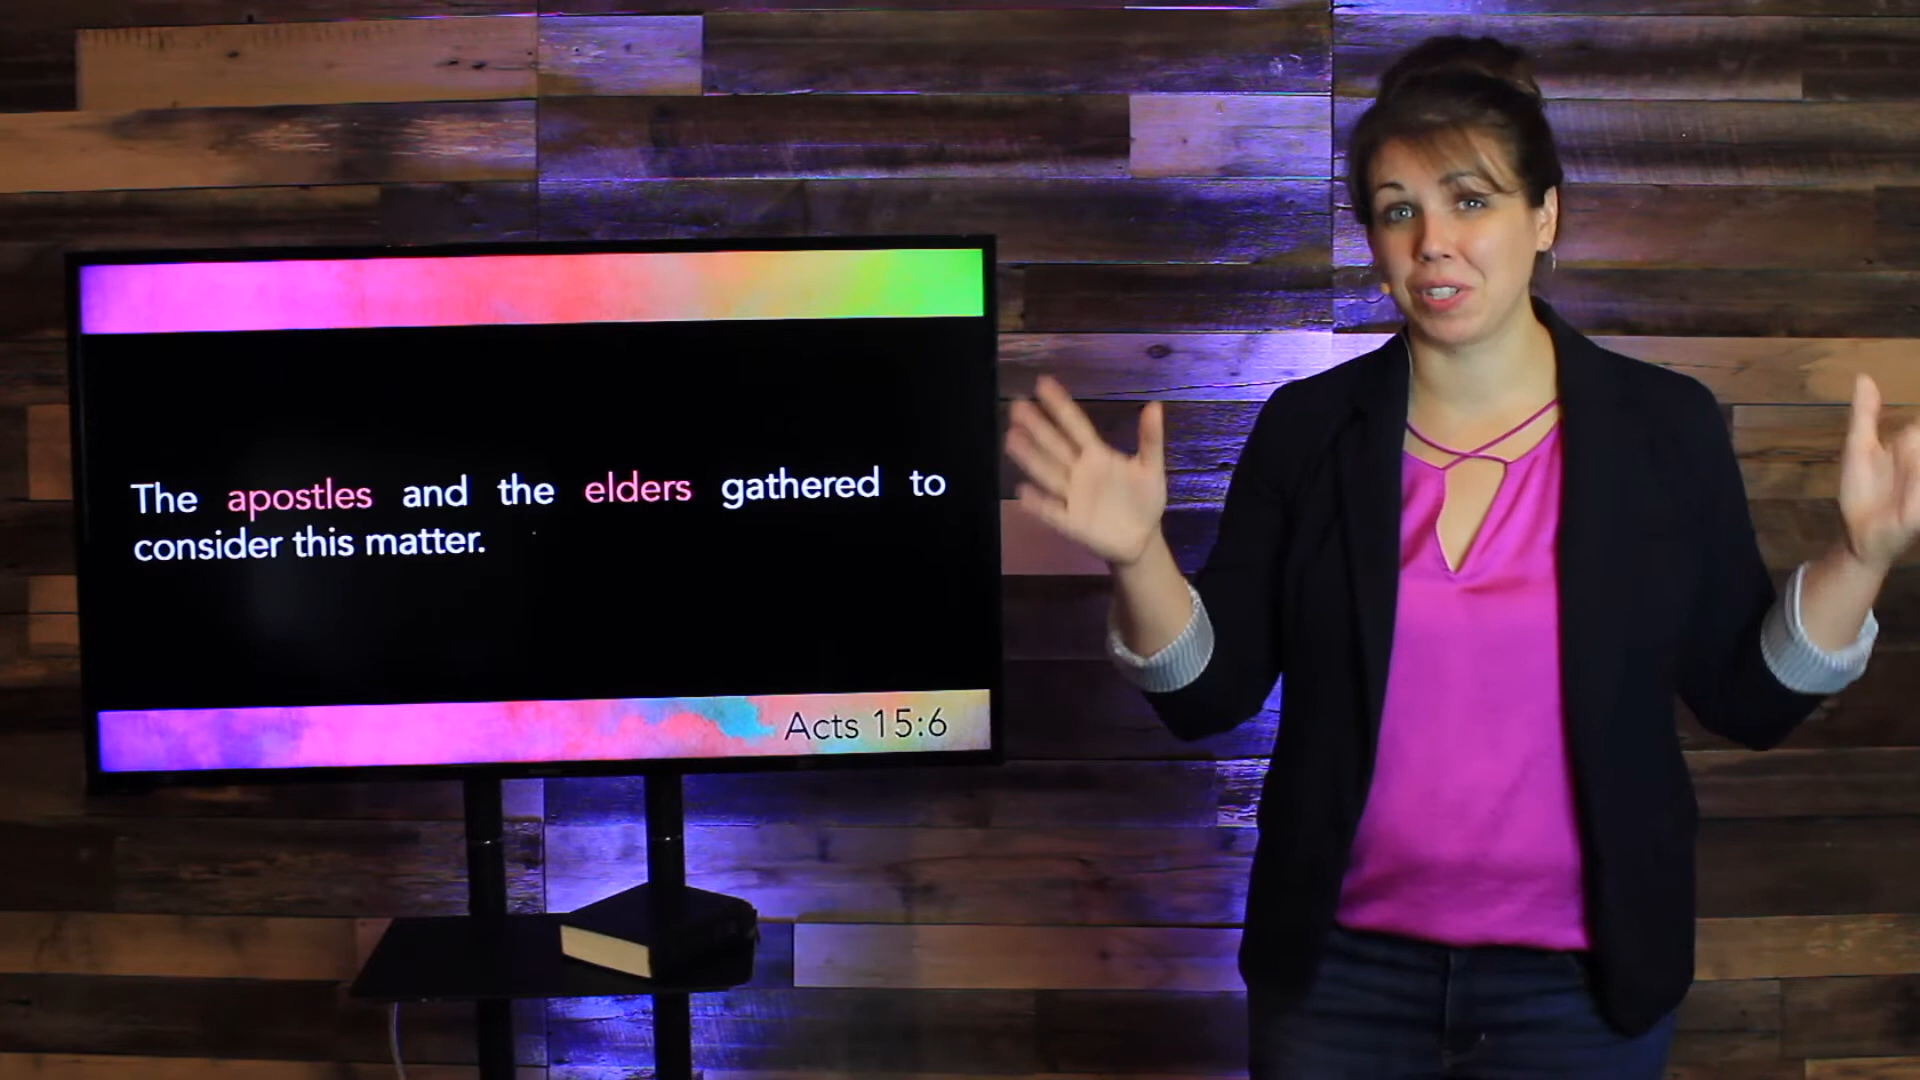 The apostles and the elders gathered to
consider this matter.
Acts 15:6